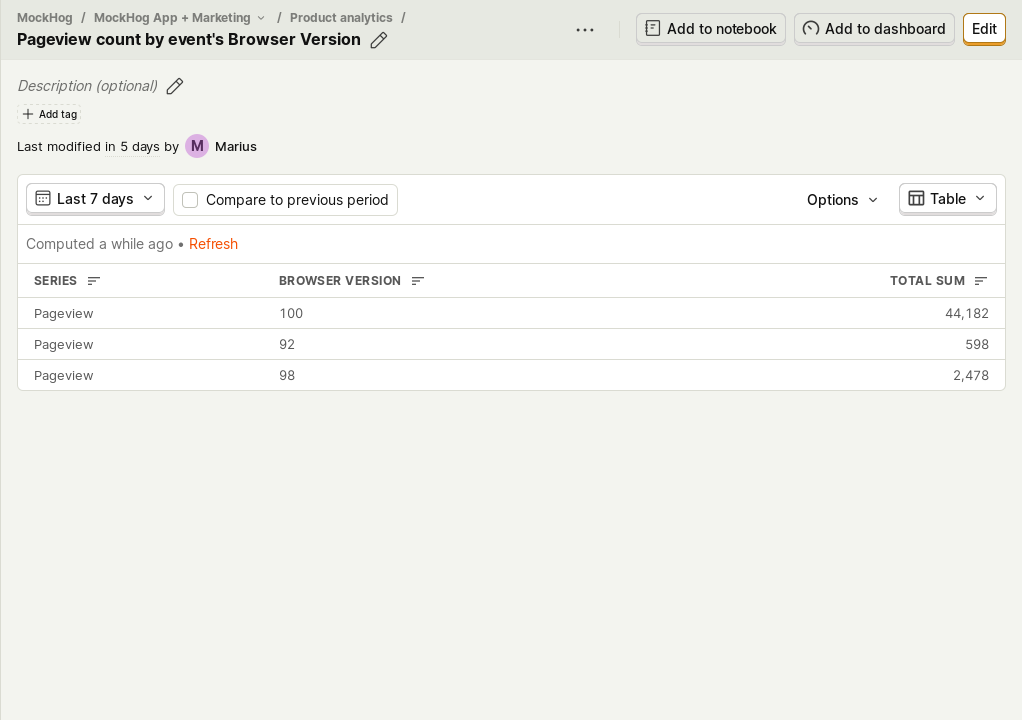 MockHog / MockHog App + Marketing / Product analytics /
Pageview count by event's Browser Version
Add to notebook
Add to dashboard
Edit
Description (optional)
Add tag
Last modified in 5 days by M Marius
Last 7 days
Compare to previous period
Options
Table
Computed a while ago • Refresh
SERIES BROWSER VERSION TOTAL SUM
Pageview 100 44,182
Pageview 92 598
Pageview 98 2,478